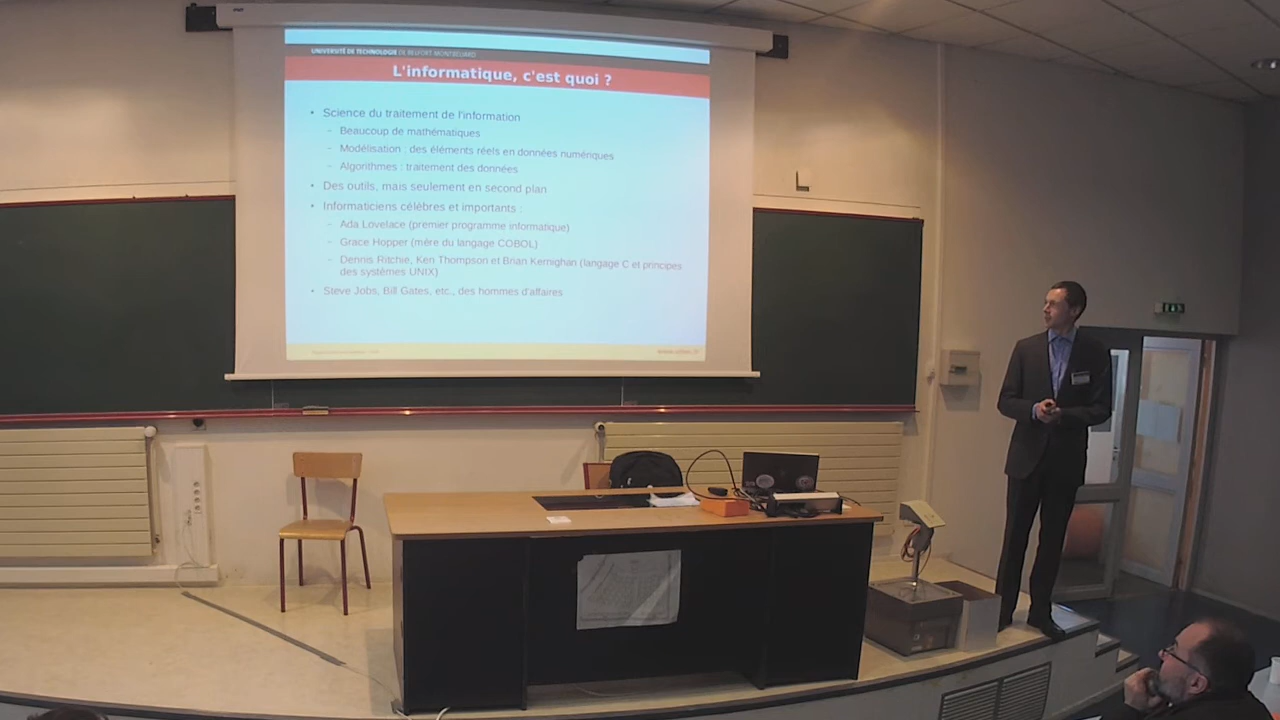 UNIVERSITÉ DE TECHNOLOGIE DE BELFORT-MONTBÉLIARD
L'informatique, c'est quoi ?
• Science du traitement de l'information
– Beaucoup de mathématiques
– Modélisation : des éléments réels en données numériques
– Algorithmes : traitement des données
• Des outils, mais seulement en second plan
• Informaticiens célèbres et importants :
– Ada Lovelace (premier programme informatique)
– Grace Hopper (mère du langage COBOL)
– Dennis Ritchie, Ken Thompson et Brian Kernighan (langage C et principes
des systèmes UNIX)
• Steve Jobs, Bill Gates, etc., des hommes d'affaires